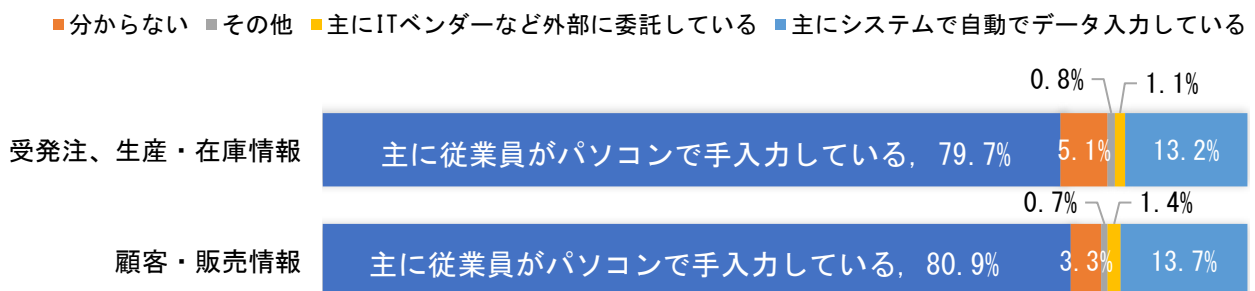 分からない その他 主にITベンダーなど外部に委託している 主にシステムで自動でデータ入力している
0.8% 1.1%
受発注、生産・在庫情報 主に従業員がパソコンで手入力している, 79.7% 5.1% 13.2%
0.7% 1.4%
顧客・販売情報 主に従業員がパソコンで手入力している, 80.9% 3.3% 13.7%